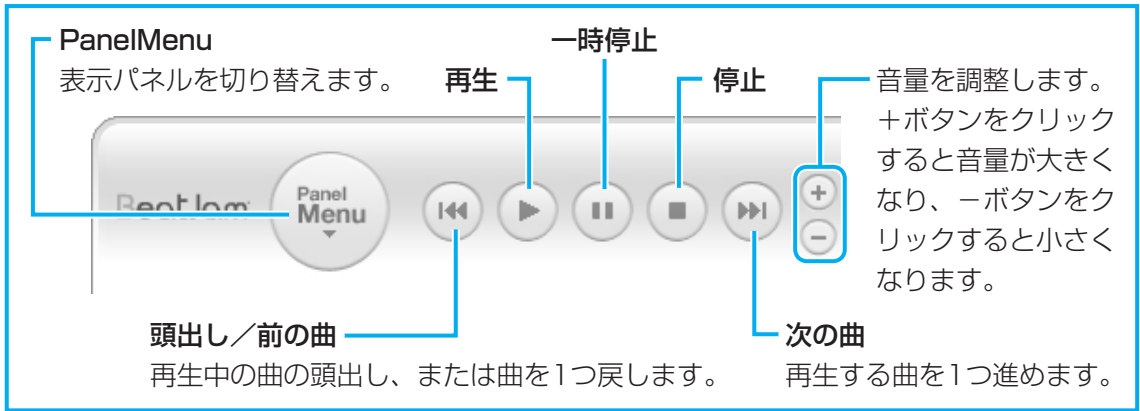 PanelMenu
表示パネルを切り替えます。
再生
一時停止
停止
音量を調整します。
＋ボタンをクリック
すると音量が大きく
なり、－ボタンをク
リックすると小さく
なります。
BeatJam
Panel
Menu
頭出し／前の曲
再生中の曲の頭出し、または曲を1つ戻します。
次の曲
再生する曲を1つ進めます。